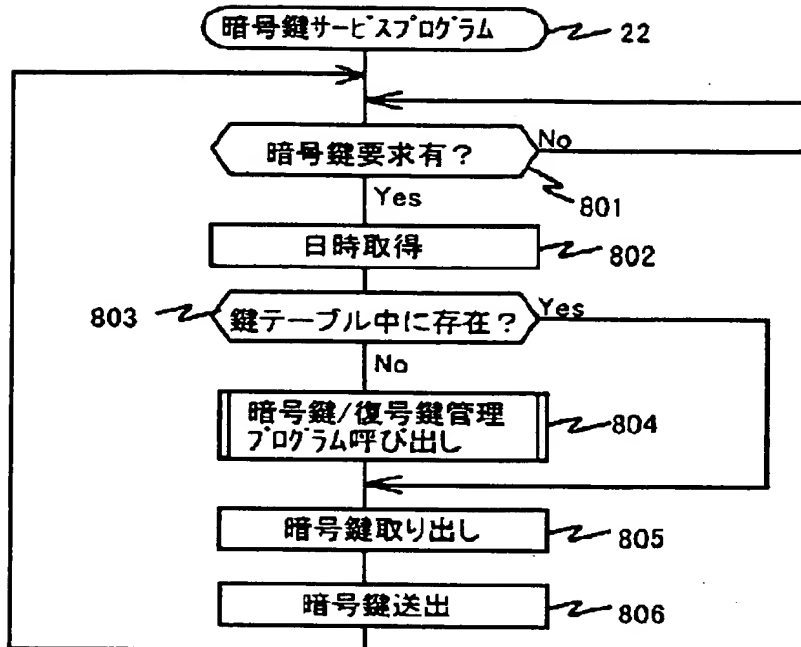 暗号鍵サービスプログラム
22
暗号鍵要求有？
No
801
Yes
日時取得
802
803
鍵テーブル中に存在？
Yes
No
暗号鍵/復号鍵管理
プログラム呼び出し
804
暗号鍵取り出し
805
暗号鍵送出
806